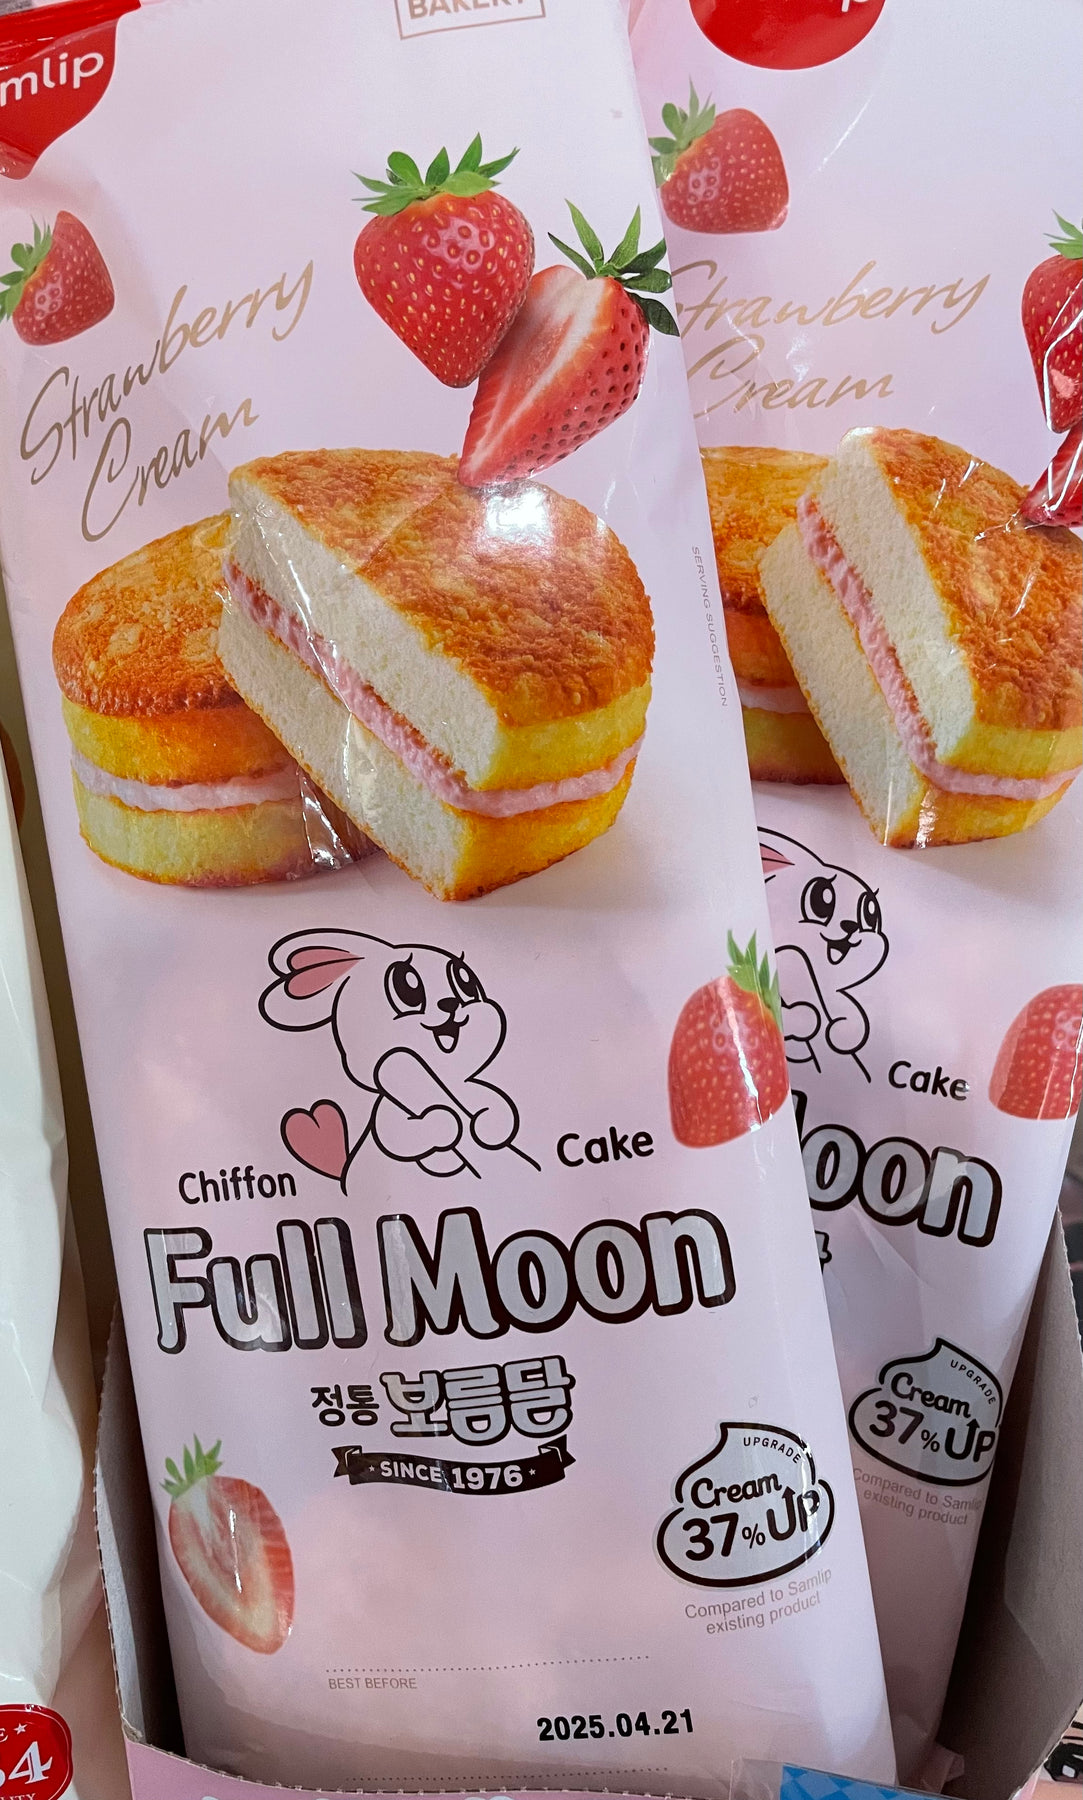 mlip
BAKERY
Strawberry
Cream
SERVING SUGGESTION
Chiffon
Cake
Full Moon
정통 보름달
SINCE 1976
UPGRADE
Cream
37% UP
Compared to Samlip
existing product
BEST BEFORE
2025.04.21
Strawberry
Cream
Cake
oon
UPGRADE
Cream
37% UP
Compared to Samlip
existing product